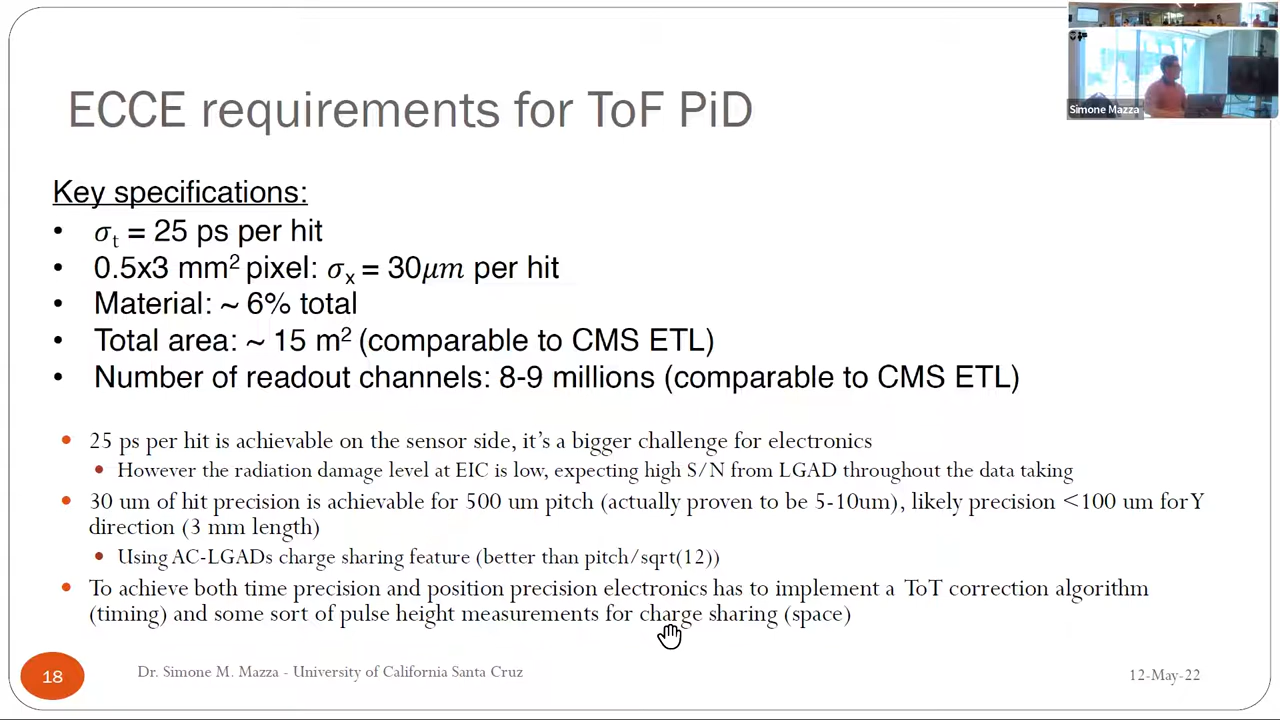 Simone Mazza
ECCE requirements for ToF PiD
Key specifications:
• σt = 25 ps per hit
• 0.5x3 mm² pixel: σx = 30μm per hit
• Material: ~ 6% total
• Total area: ~ 15 m² (comparable to CMS ETL)
• Number of readout channels: 8-9 millions (comparable to CMS ETL)
• 25 ps per hit is achievable on the sensor side, it's a bigger challenge for electronics
• However the radiation damage level at EIC is low, expecting high S/N from LGAD throughout the data taking
• 30 um of hit precision is achievable for 500 um pitch (actually proven to be 5-10um), likely precision <100 um for Y
direction (3 mm length)
• Using AC-LGADs charge sharing feature (better than pitch/sqrt(12))
• To achieve both time precision and position precision electronics has to implement a ToT correction algorithm
(timing) and some sort of pulse height measurements for charge sharing (space)
18
Dr. Simone M. Mazza - University of California Santa Cruz
12-May-22